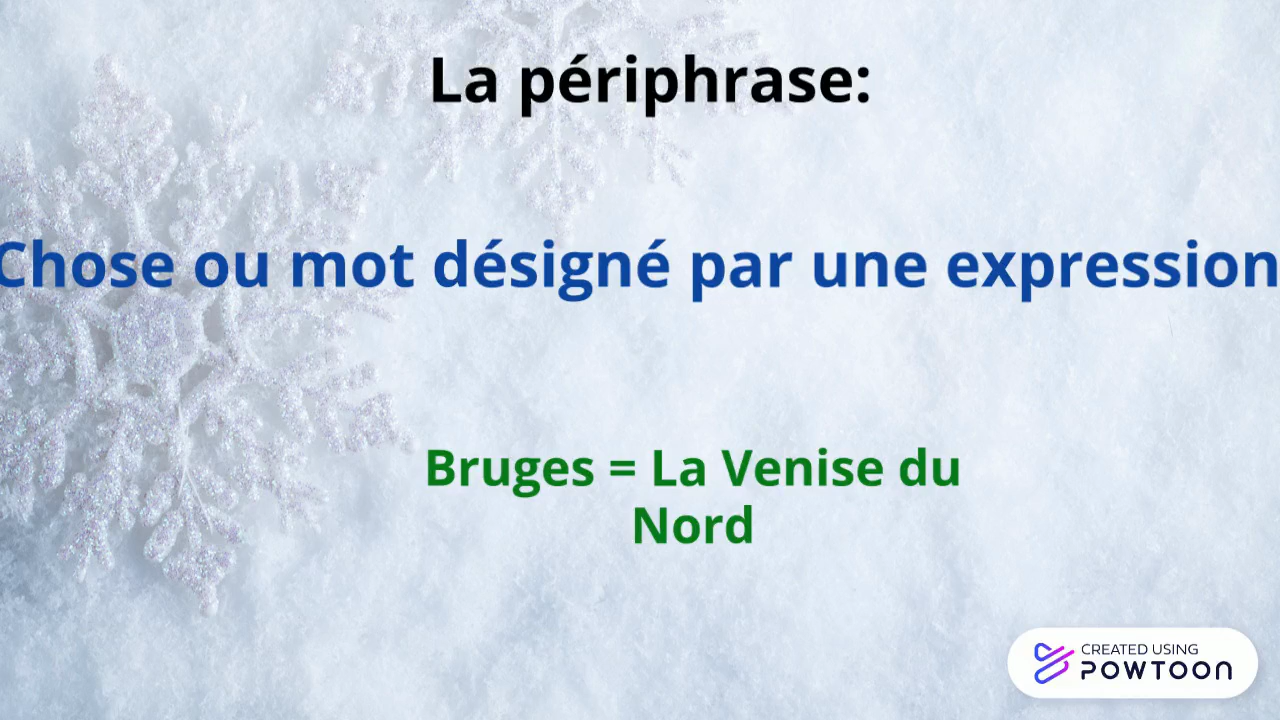 La périphrase:
Chose ou mot désigné par une expression
Bruges = La Venise du
Nord
CREATED USING
POWTOON